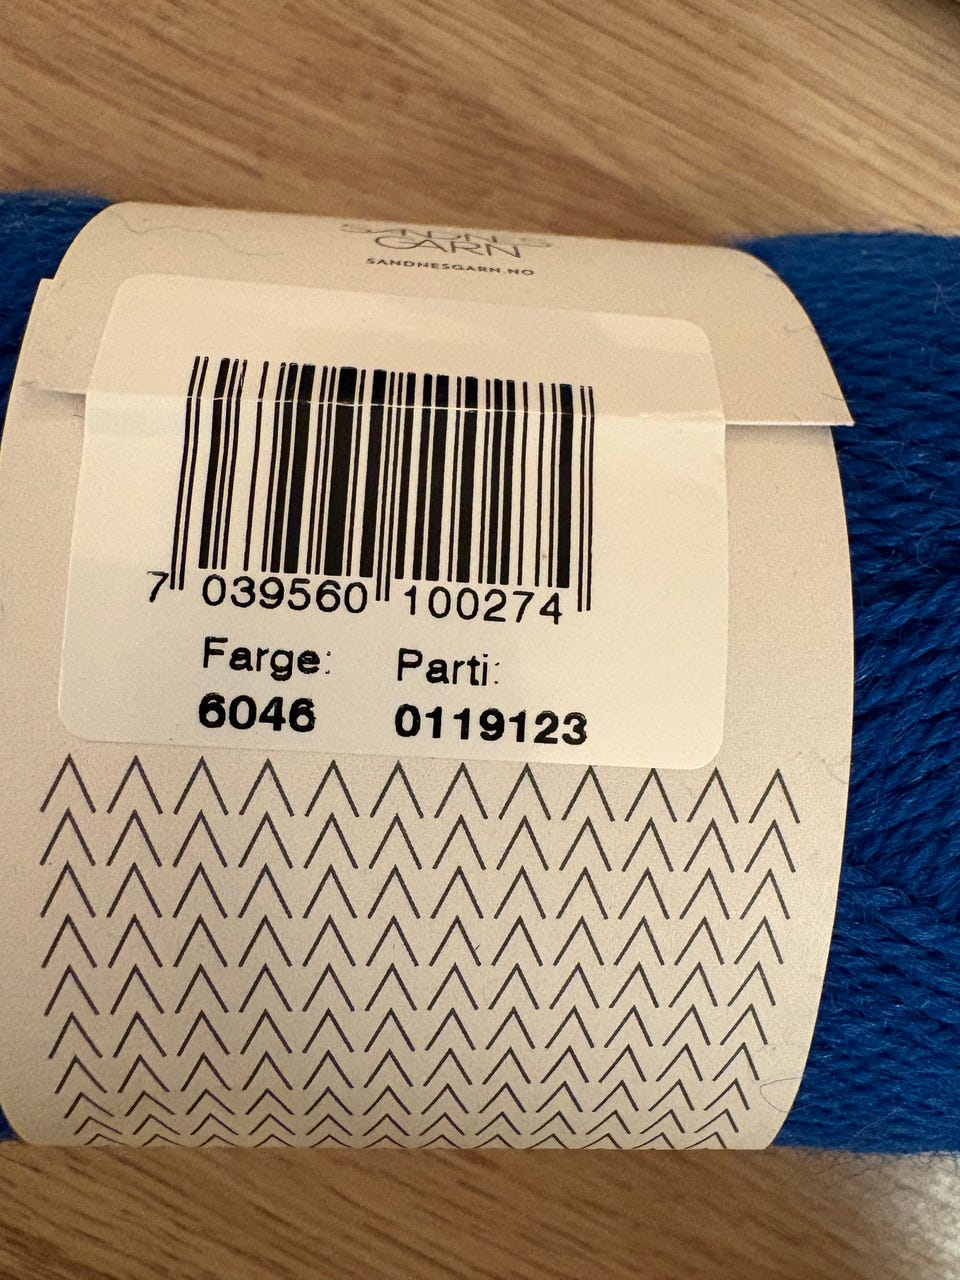 SANDNES
GARN
SANDNESGARN.NO
7 039560 100274
Farge: Parti:
6046 0119123